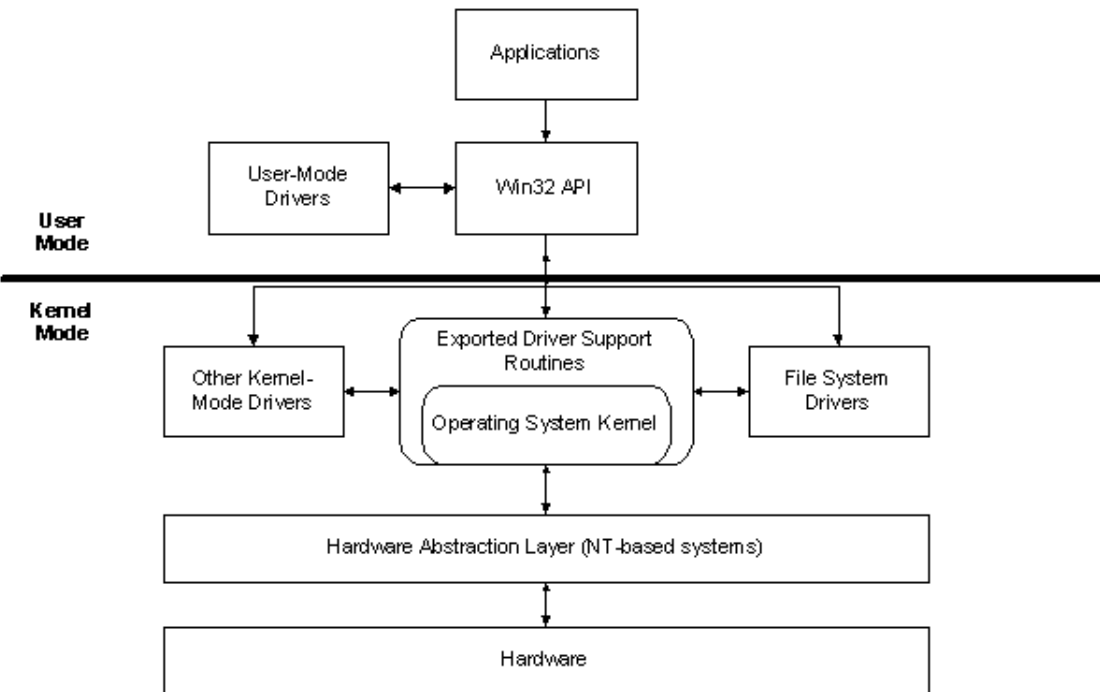 Applications
User-Mode
Drivers
Win32 API
User
Mode
Kernel
Mode
Exported Driver Support
Routines
Other Kernel-
Mode Drivers
File System
Drivers
Operating System Kernel
Hardware Abstraction Layer (NT-based systems)
Hardware